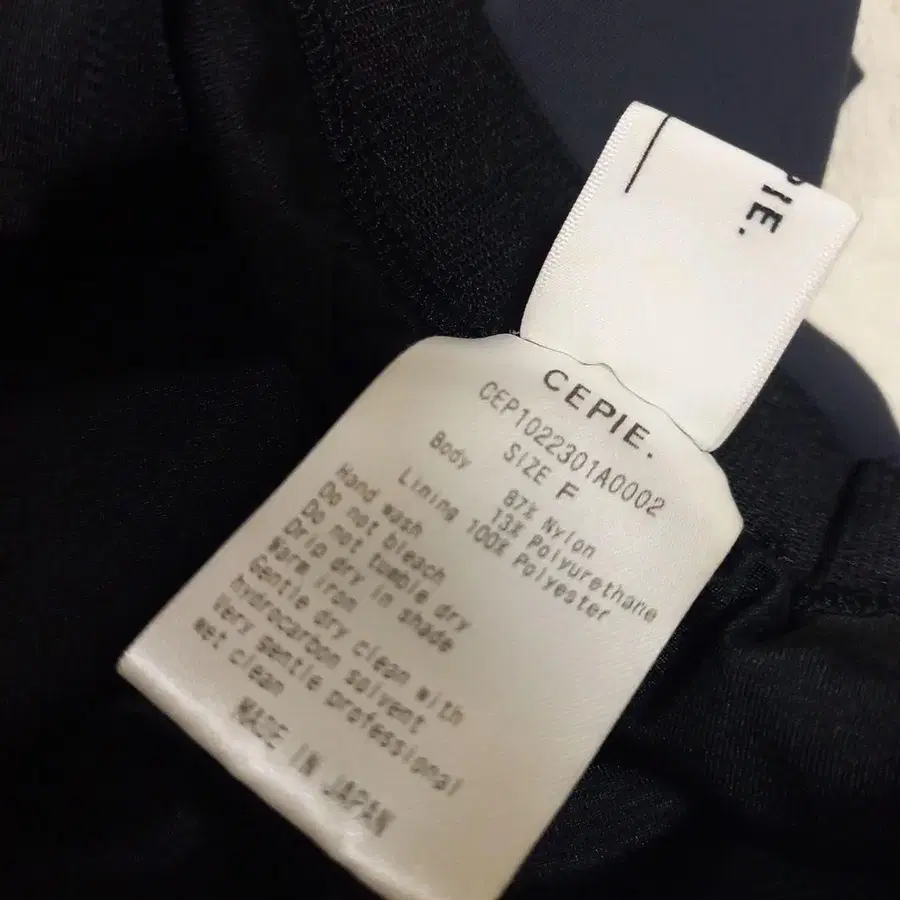 PIE.
CEPIE.
CEP1022301A0002
SIZE F
Body 87% Nylon
13% Polyurethane
Lining 100% Polyester
Hand wash
Do not bleach
Do not tumble dry
Drip dry in shade
Warm iron
Gentle dry clean with
hydrocarbon solvent
Very gentle professional
wet clean
MADE IN JAPAN